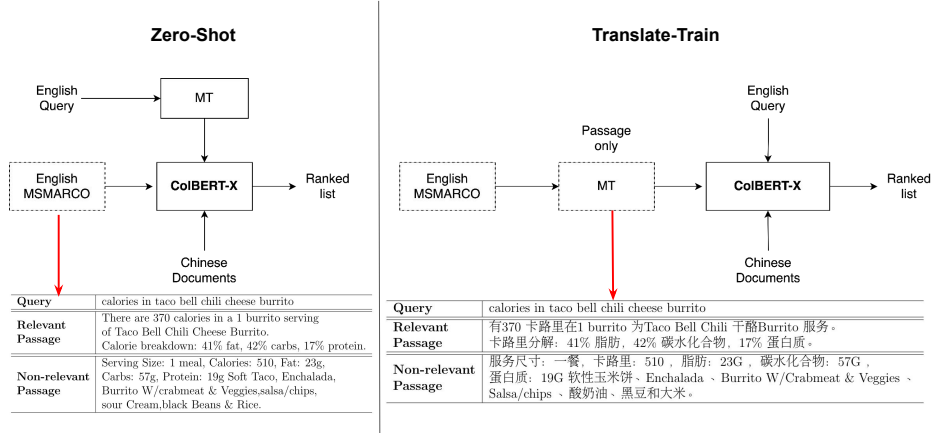 Zero-Shot
English
Query
MT
English
MSMARCO
ColBERT-X
Ranked
list
Chinese
Documents
Query calories in taco bell chili cheese burrito
Relevant
Passage
There are 370 calories in a 1 burrito serving
of Taco Bell Chili Cheese Burrito.
Calorie breakdown: 41% fat, 42% carbs, 17% protein.
Non-relevant
Passage
Serving Size: 1 meal, Calories: 510, Fat: 23g,
Carbs: 57g, Protein: 19g Soft Taco, Enchalada,
Burrito W/crabmeat & Veggies,salsa/chips,
sour Cream,black Beans & Rice.
Translate-Train
English
Query
Passage
only
English
MSMARCO
MT
ColBERT-X
Ranked
list
Chinese
Documents
Query calories in taco bell chili cheese burrito
Relevant
Passage
有370 卡路里在1 burrito 为Taco Bell Chili 干酪Burrito 服务。
卡路里分解：41% 脂肪，42% 碳水化合物，17% 蛋白质。
Non-relevant
Passage
服务尺寸：一餐，卡路里：510 ，脂肪：23G ，碳水化合物：57G ，
蛋白质：19G 软性玉米饼、Enchalada 、Burrito W/Crabmeat & Veggies 、
Salsa/chips 、酸奶油、黑豆和大米。